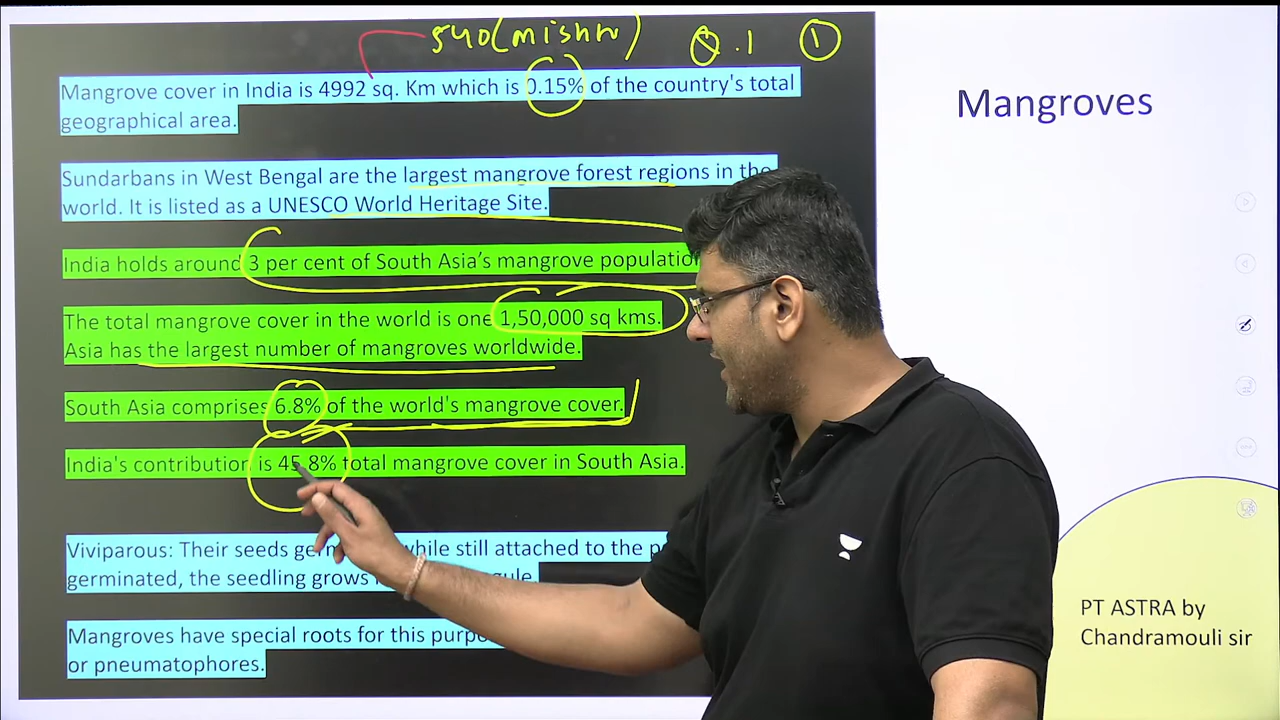 540(mishti)
0.1
1
Mangrove cover in India is 4992 sq. Km which is 0.15% of the country's total
geographical area.
Mangroves
Sundarbans in West Bengal are the largest mangrove forest regions in the
world. It is listed as a UNESCO World Heritage Site.
India holds around 3 per cent of South Asia's mangrove
The total mangrove cover in the world is one 1,50,000 sq kms.
Asia has the largest number of mangroves worldwide.
South Asia comprises 6.8% of the world's mangrove cover.
India's contribution is 45.8% total mangrove cover in South Asia.
Viviparous: Their seeds while still attached to the
germinated, the seedling grows
Mangroves have special roots for this
or pneumatophores.
PT ASTRA by
Chandramouli sir